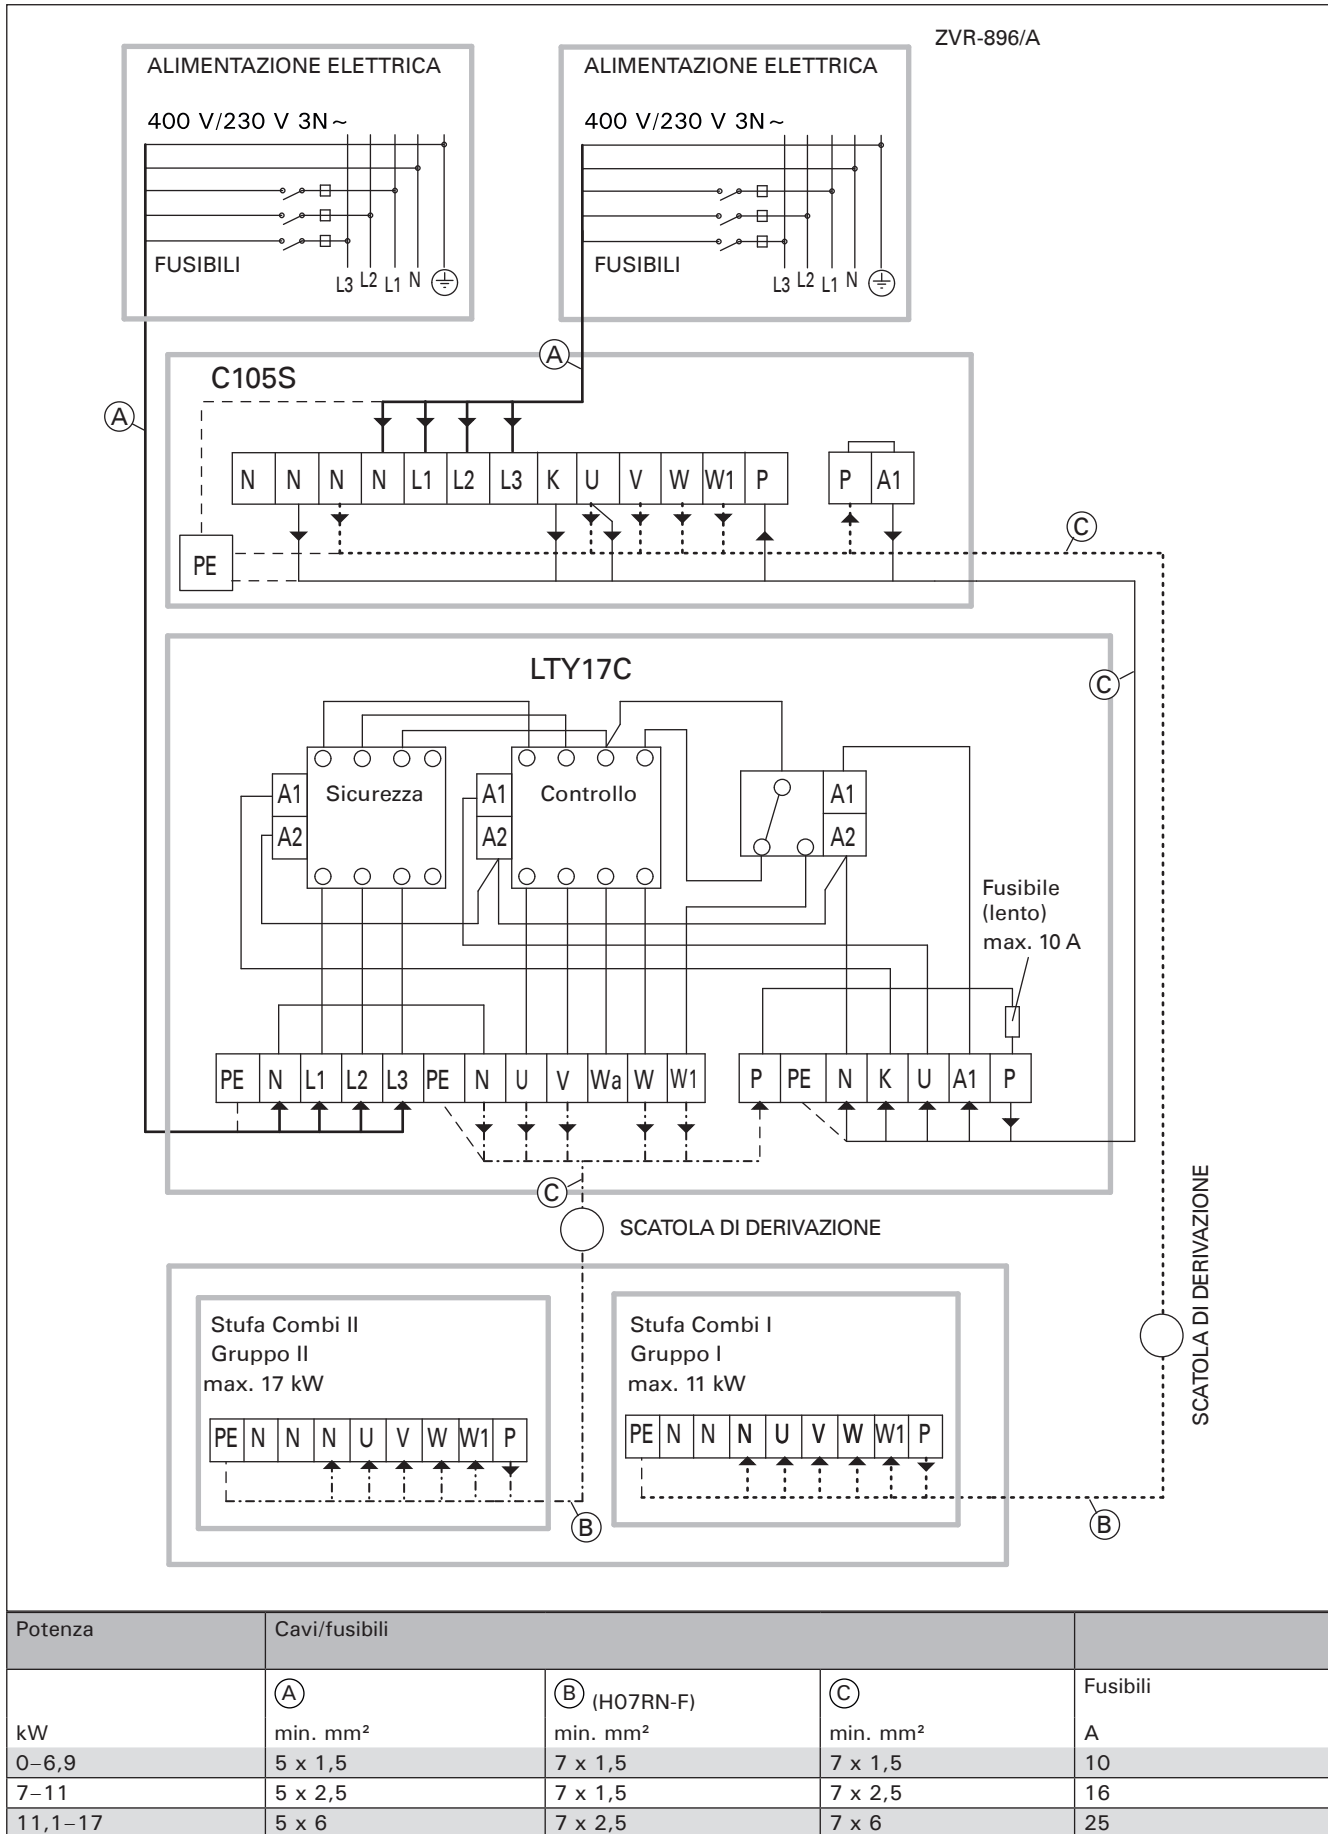 ZVR-896/A
ALIMENTAZIONE ELETTRICA
400 V/230 V 3N~
FUSIBILI
L3 L2 L1 N
ALIMENTAZIONE ELETTRICA
400 V/230 V 3N~
FUSIBILI
L3 L2 L1 N
A
A
C105S
N N N N L1 L2 L3 K U V W W1 P
P A1
PE
C
LTY17C
C
A1
A2
Sicurezza
A1
A2
Controllo
A1
A2
Fusibile
(lento)
max. 10 A
PE N L1 L2 L3 PE N U V Wa W W1
P PE N K U A1 P
C
SCATOLA DI DERIVAZIONE
SCATOLA DI DERIVAZIONE
Stufa Combi II
Gruppo II
max. 17 kW
PE N N N U V W W1 P
B
Stufa Combi I
Gruppo I
max. 11 kW
PE N N N U V W W1 P
B
Potenza Cavi/fusibili
A B (H07RN-F) C Fusibili
kW min. mm² min. mm² min. mm² A
0–6,9 5 x 1,5 7 x 1,5 7 x 1,5 10
7–11 5 x 2,5 7 x 1,5 7 x 2,5 16
11,1–17 5 x 6 7 x 2,5 7 x 6 25